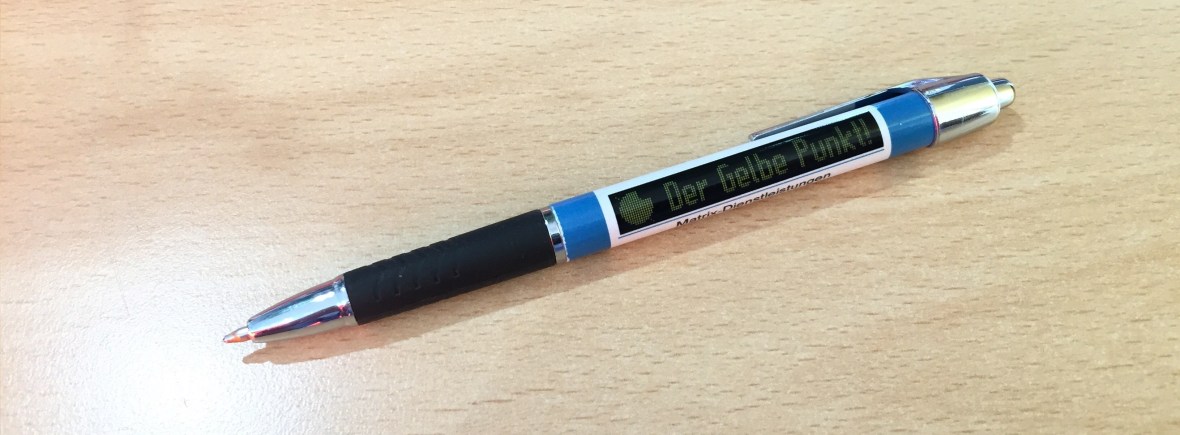 Der Gelbe Punkt!
Matrix Dienstleistungen